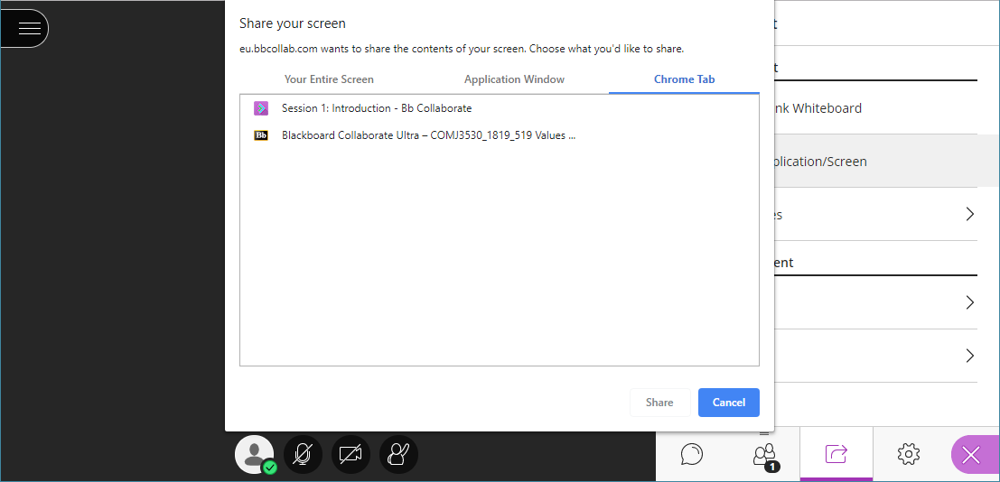 Share your screen
eu.bbcollab.com wants to share the contents of your screen. Choose what you'd like to share.
Your Entire Screen Application Window Chrome Tab
Session 1: Introduction - Bb Collaborate
Bb Blackboard Collaborate Ultra – COMJ3530_1819_519 Values ...
Share Cancel
t
t
nk Whiteboard
plication/Screen
es
ent
1